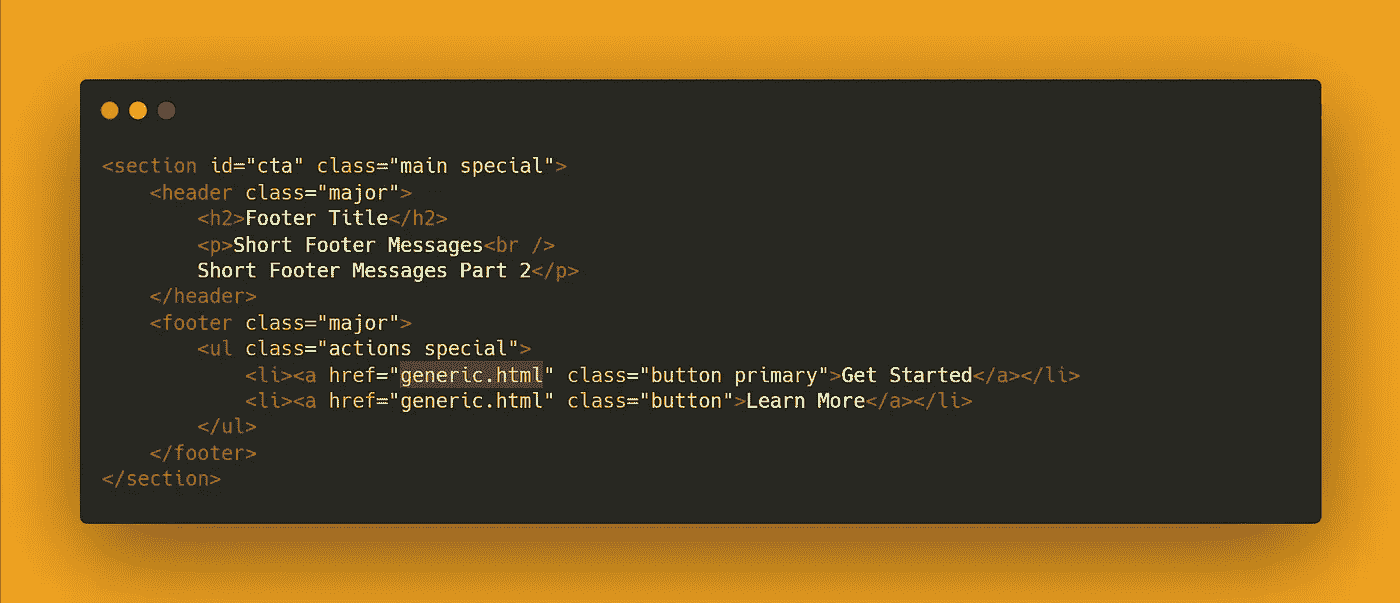 <section id="cta" class="main special">
    <header class="major">
        <h2>Footer Title</h2>
        <p>Short Footer Messages<br />
        Short Footer Messages Part 2</p>
    </header>
    <footer class="major">
        <ul class="actions special">
            <li><a href="generic.html" class="button primary">Get Started</a></li>
            <li><a href="generic.html" class="button">Learn More</a></li>
        </ul>
    </footer>
</section>